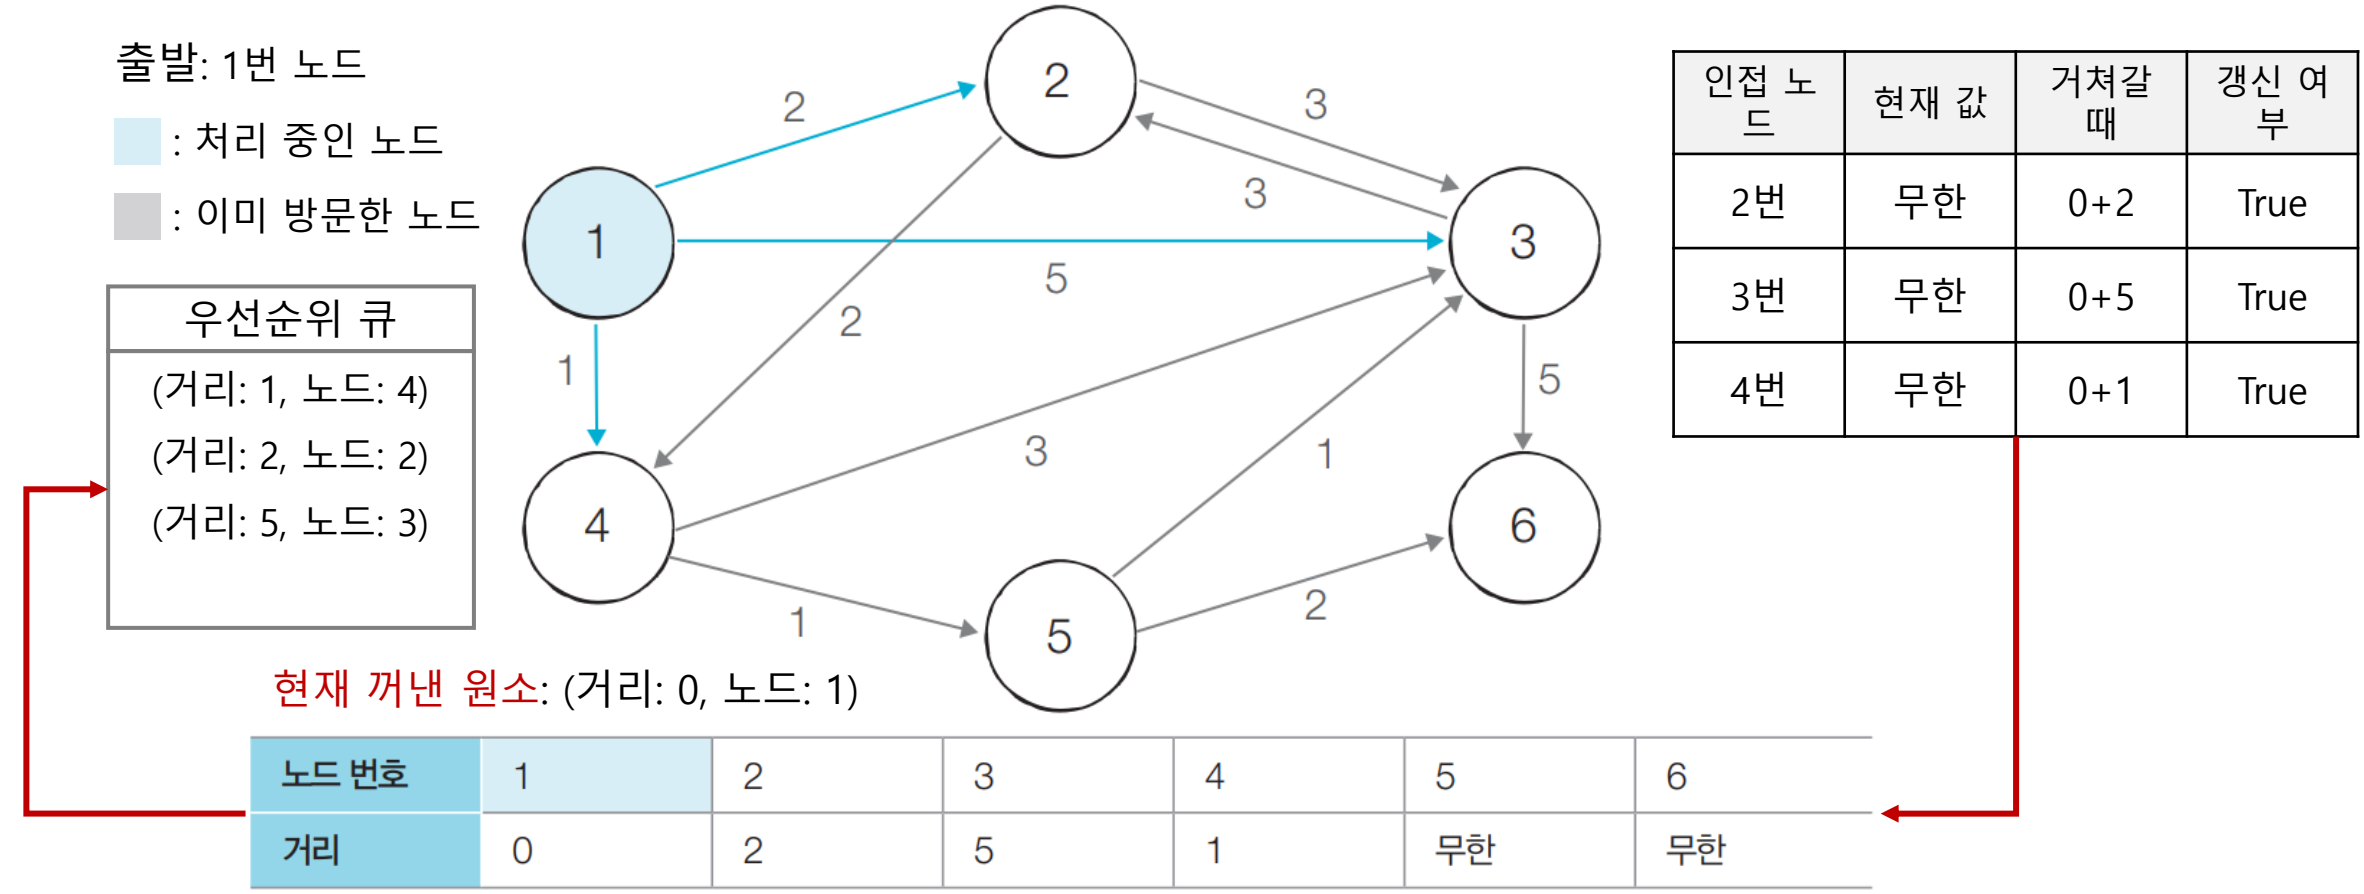 출발: 1번 노드
: 처리 중인 노드
: 이미 방문한 노드
우선순위 큐
(거리: 1, 노드: 4)
(거리: 2, 노드: 2)
(거리: 5, 노드: 3)
2
2
3
3
1
3
5
2
1
5
3
1
4
6
1
5
2
인접 노
드
현재 값
거쳐갈
때
갱신 여
부
2번 무한 0+2 True
3번 무한 0+5 True
4번 무한 0+1 True
현재 꺼낸 원소: (거리: 0, 노드: 1)
노드 번호 1 2 3 4 5 6
거리 0 2 5 1 무한 무한